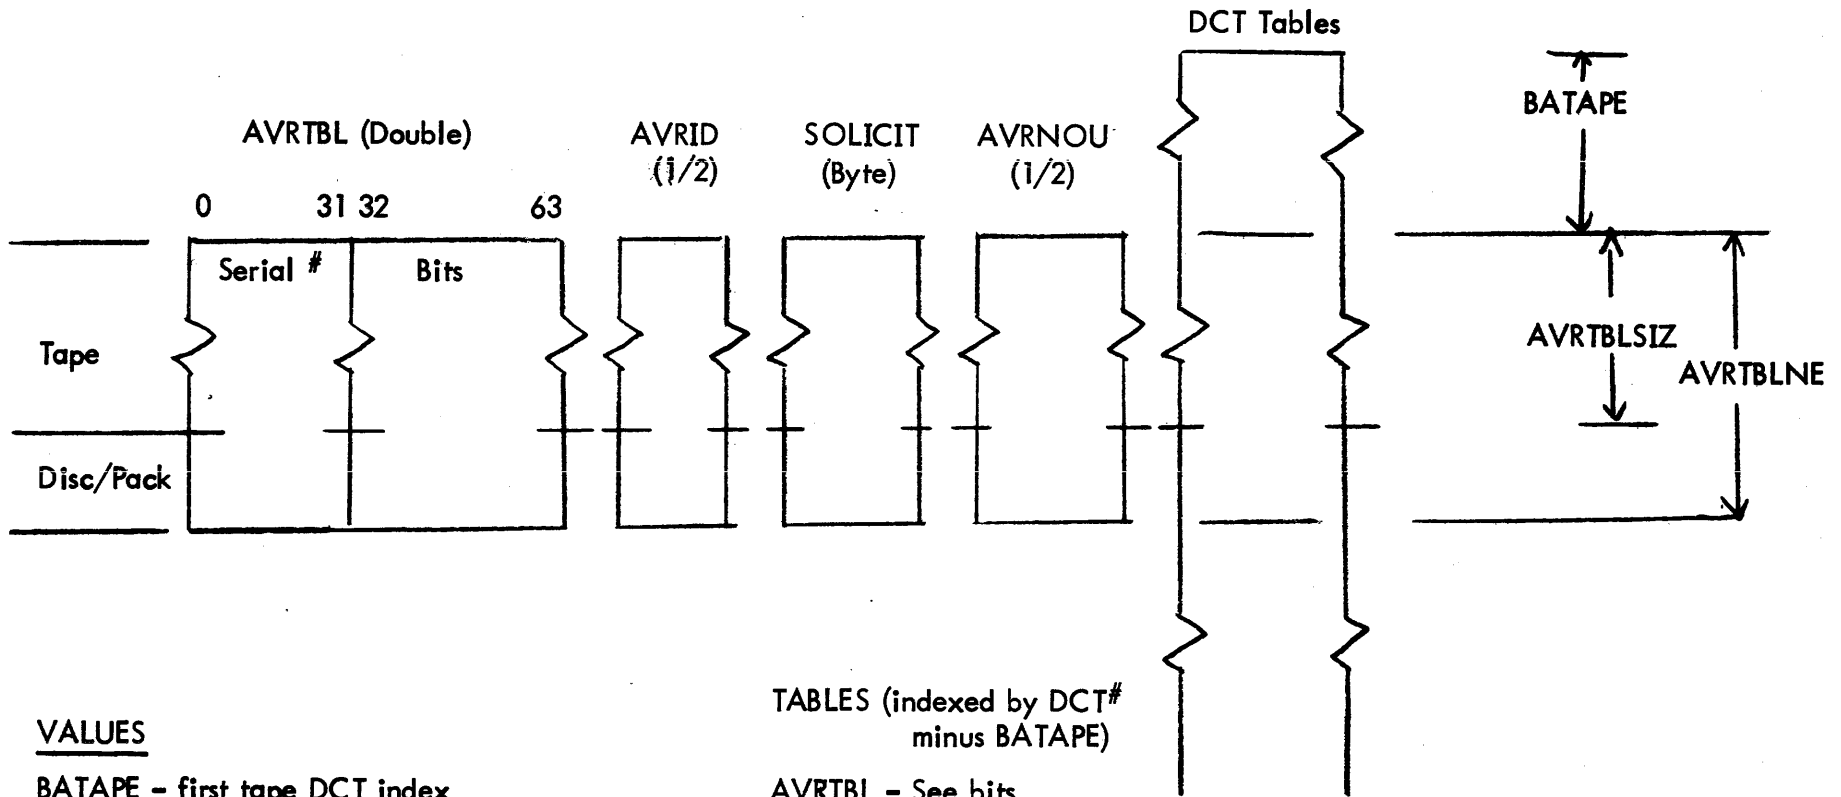 DCT Tables
BATAPE
AVRTBL (Double)
AVRID
(1/2)
SOLICIT
(Byte)
AVRNOU
(1/2)
0 31 32 63
Serial # Bits
Tape
AVRTBLSIZ
AVRTBLNE
Disc/Pack
TABLES (indexed by DCT#
minus BATAPE)
VALUES
BATAPE - first tape DCT index
AVRTBL - See bits